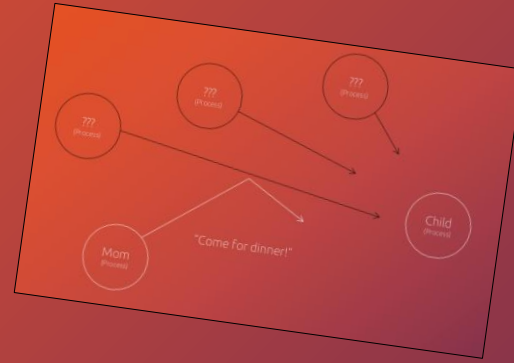 ???
(Process)
???
(Process)
???
(Process)
Mom
(Process)
"Come for dinner!"
Child
(Process)